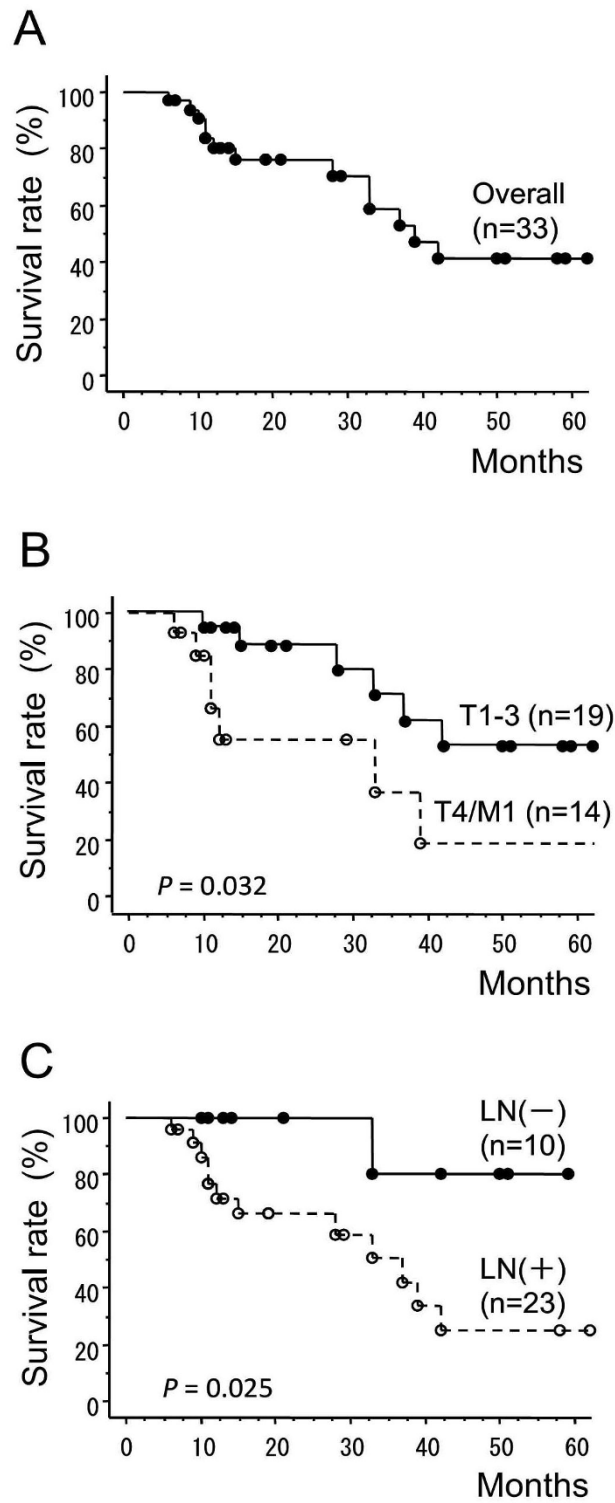 A
100
80
60
40
20
0
Survival rate (%)
Overall
(n=33)
0 10 20 30 40 50 60
Months
B
100
80
60
40
20
0
Survival rate (%)
T1-3 (n=19)
T4/M1 (n=14)
P = 0.032
0 10 20 30 40 50 60
Months
C
100
80
60
40
20
0
Survival rate (%)
LN(−)
(n=10)
LN(+)
(n=23)
P = 0.025
0 10 20 30 40 50 60
Months